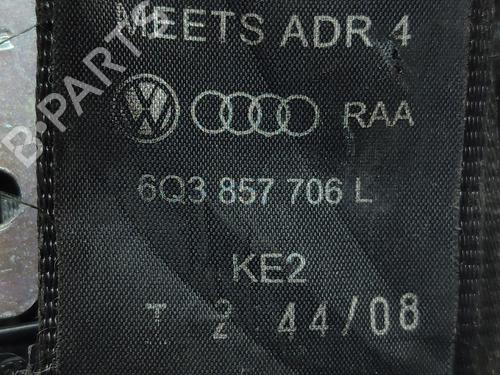 MEETS ADR 4
RAA
6Q3 857 706 L
KE2
T 2 44/08
B-PARTS